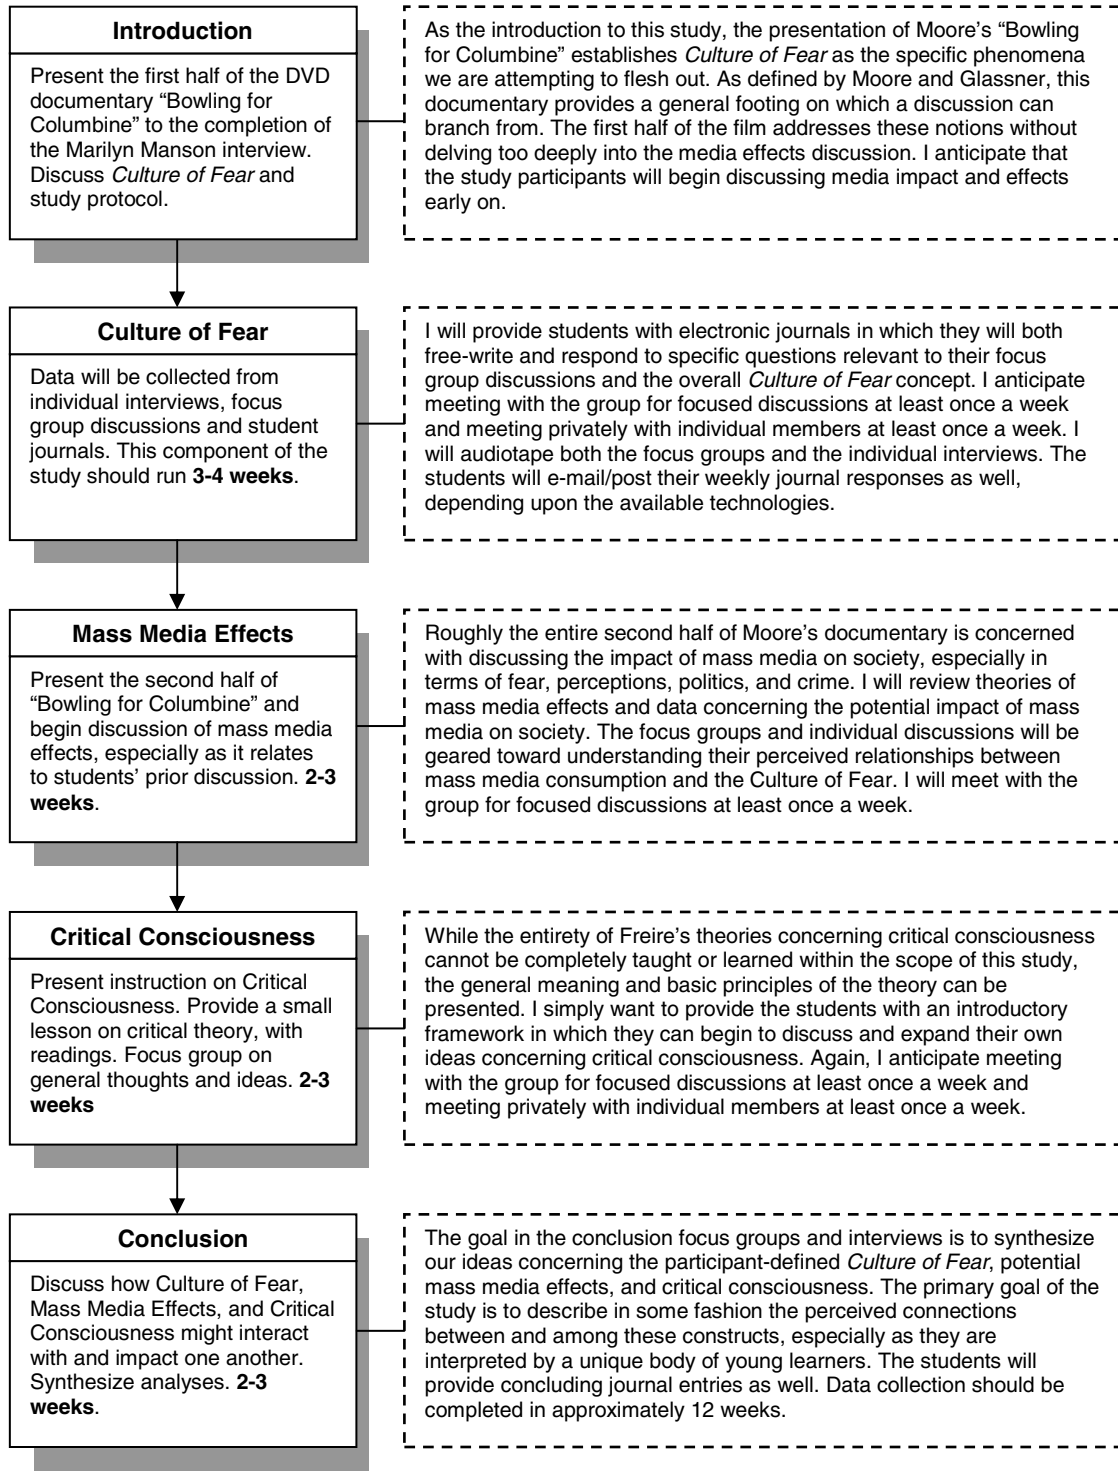 Introduction
Present the first half of the DVD
documentary “Bowling for
Columbine” to the completion of
the Marilyn Manson interview.
Discuss Culture of Fear and
study protocol.
As the introduction to this study, the presentation of Moore’s “Bowling
for Columbine” establishes Culture of Fear as the specific phenomena
we are attempting to flesh out. As defined by Moore and Glassner, this
documentary provides a general footing on which a discussion can
branch from. The first half of the film addresses these notions without
delving too deeply into the media effects discussion. I anticipate that
the study participants will begin discussing media impact and effects
early on.
Culture of Fear
Data will be collected from
individual interviews, focus
group discussions and student
journals. This component of the
study should run 3-4 weeks.
I will provide students with electronic journals in which they will both
free-write and respond to specific questions relevant to their focus
group discussions and the overall Culture of Fear concept. I anticipate
meeting with the group for focused discussions at least once a week
and meeting privately with individual members at least once a week. I
will audiotape both the focus groups and the individual interviews. The
students will e-mail/post their weekly journal responses as well,
depending upon the available technologies.
Mass Media Effects
Present the second half of
“Bowling for Columbine” and
begin discussion of mass media
effects, especially as it relates
to students’ prior discussion. 2-3
weeks.
Roughly the entire second half of Moore’s documentary is concerned
with discussing the impact of mass media on society, especially in
terms of fear, perceptions, politics, and crime. I will review theories of
mass media effects and data concerning the potential impact of mass
media on society. The focus groups and individual discussions will be
geared toward understanding their perceived relationships between
mass media consumption and the Culture of Fear. I will meet with the
group for focused discussions at least once a week.
Critical Consciousness
Present instruction on Critical
Consciousness. Provide a small
lesson on critical theory, with
readings. Focus group on
general thoughts and ideas. 2-3
weeks
While the entirety of Freire’s theories concerning critical consciousness
cannot be completely taught or learned within the scope of this study,
the general meaning and basic principles of the theory can be
presented. I simply want to provide the students with an introductory
framework in which they can begin to discuss and expand their own
ideas concerning critical consciousness. Again, I anticipate meeting
with the group for focused discussions at least once a week and
meeting privately with individual members at least once a week.
Conclusion
Discuss how Culture of Fear,
Mass Media Effects, and Critical
Consciousness might interact
with and impact one another.
Synthesize analyses. 2-3
weeks.
The goal in the conclusion focus groups and interviews is to synthesize
our ideas concerning the participant-defined Culture of Fear, potential
mass media effects, and critical consciousness. The primary goal of the
study is to describe in some fashion the perceived connections
between and among these constructs, especially as they are
interpreted by a unique body of young learners. The students will
provide concluding journal entries as well. Data collection should be
completed in approximately 12 weeks.